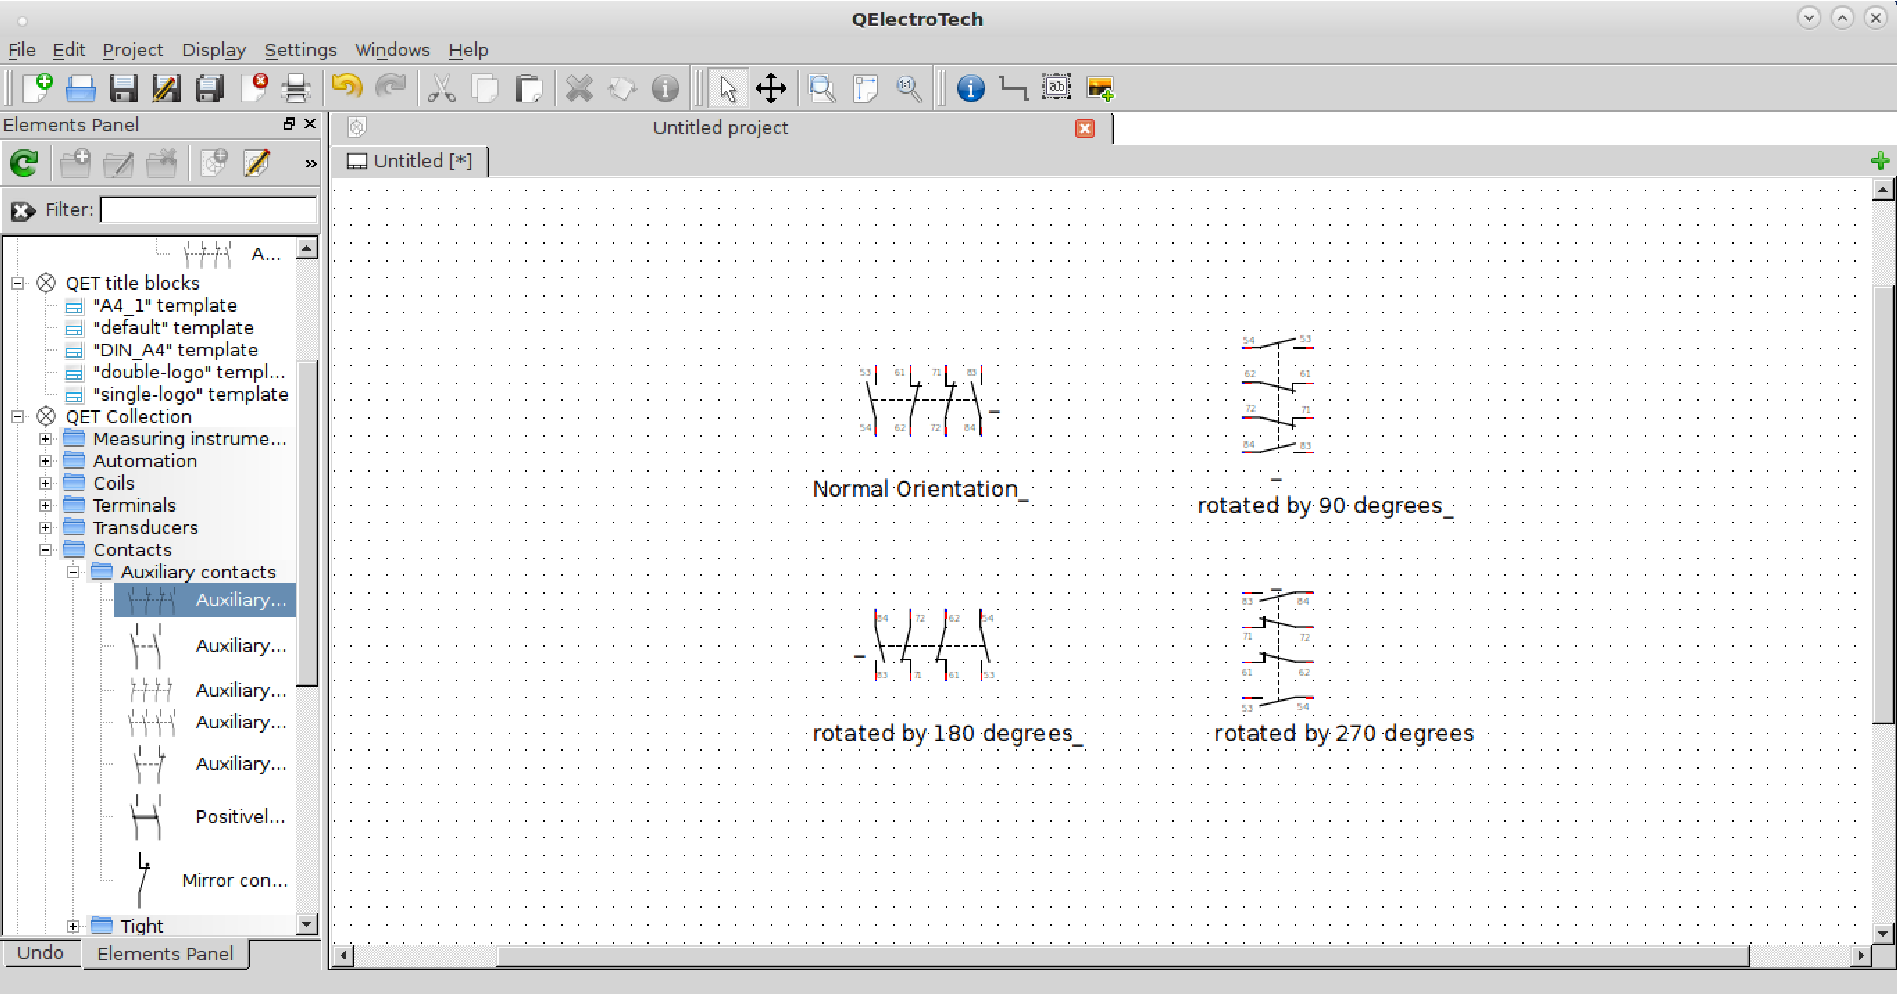 QElectroTech
File Edit Project Display Settings Windows Help
Elements Panel
Untitled project
Untitled [*]
Filter:
A...
QET title blocks
"A4_1" template
"default" template
"DIN_A4" template
"double-logo" templ...
"single-logo" template
QET Collection
Measuring instrume...
Automation
Coils
Terminals
Transducers
Contacts
Auxiliary contacts
Auxiliary...
Auxiliary...
Auxiliary...
Auxiliary...
Auxiliary...
Positivel...
Mirror con...
Tight
Undo
Elements Panel
53 61 71 83
54 62 72 84
Normal Orientation_
54 53
62 61
72 71
84 83
rotated by 90 degrees_
84 72 62 54
83 71 61 53
rotated by 180 degrees_
83 84
71 72
61 62
53 54
rotated by 270 degrees